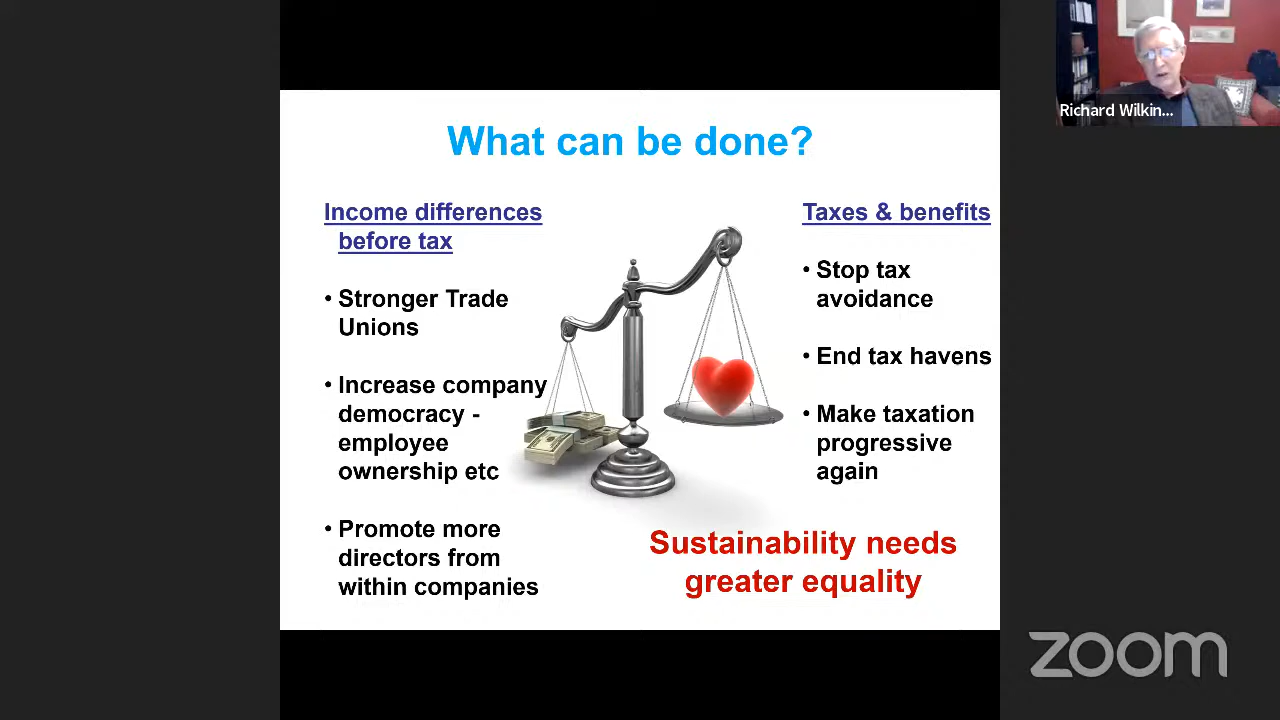 What can be done?
Income differences
before tax
• Stronger Trade
Unions
• Increase company
democracy -
employee
ownership etc
• Promote more
directors from
within companies
Taxes & benefits
• Stop tax
avoidance
• End tax havens
• Make taxation
progressive
again
Sustainability needs
greater equality
Richard Wilkin...
zoom